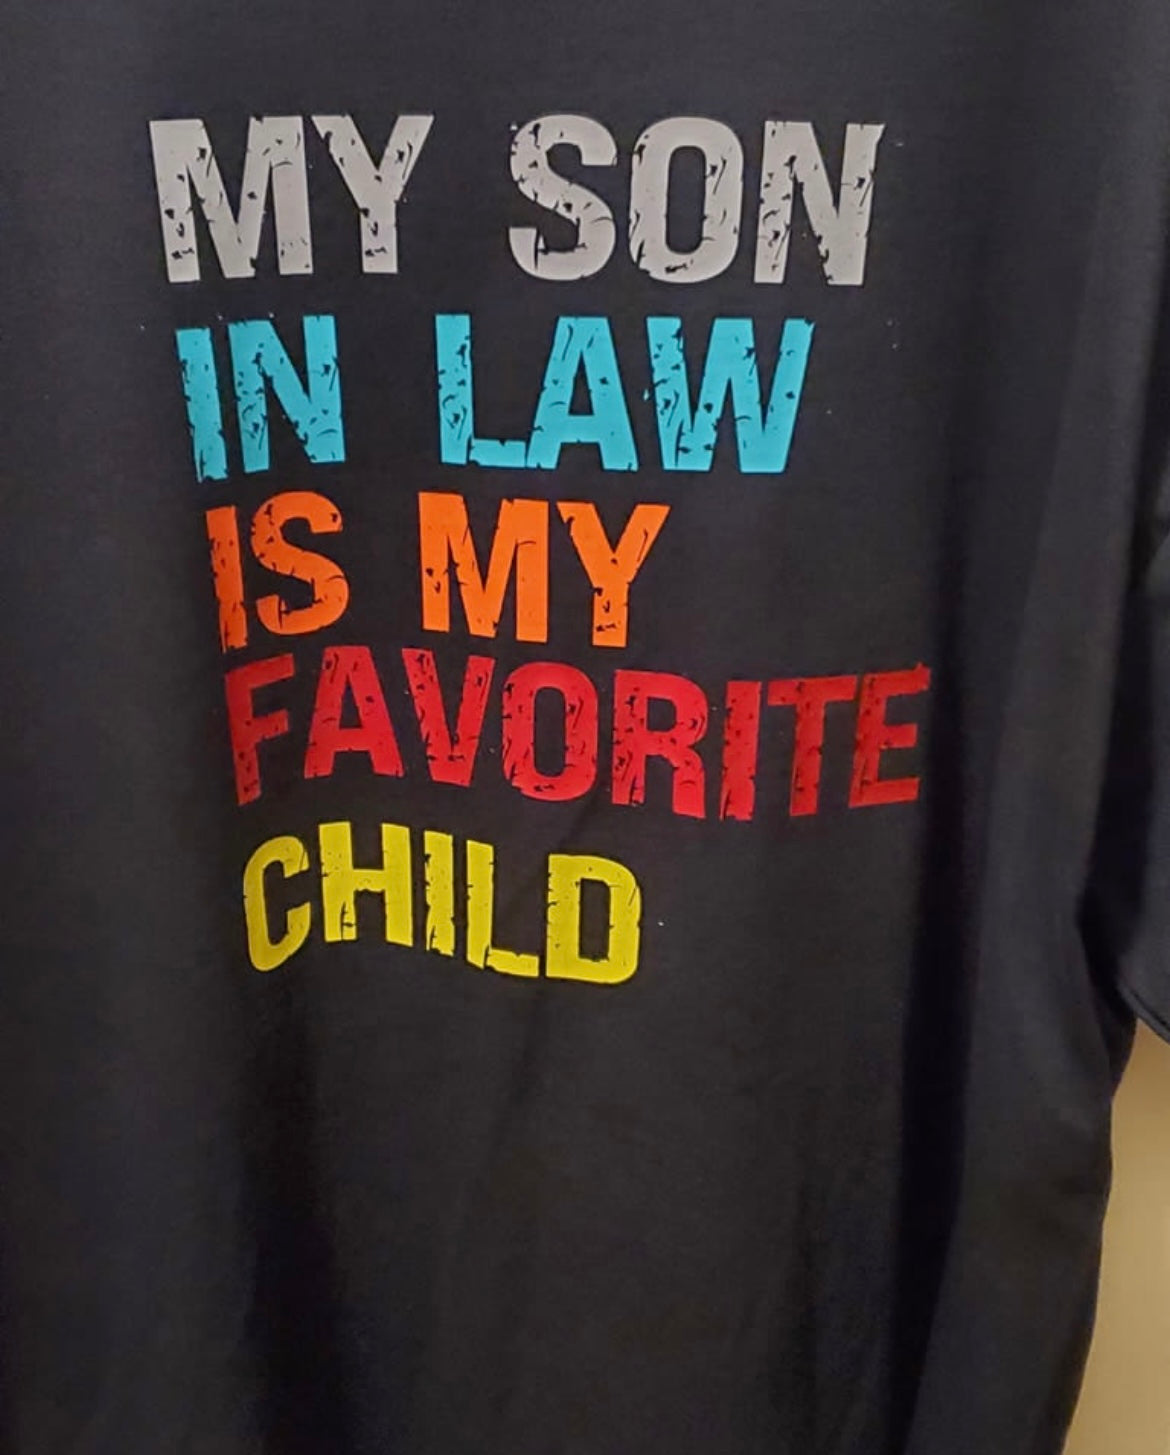 MY SON
IN LAW
IS MY
FAVORITE
CHILD